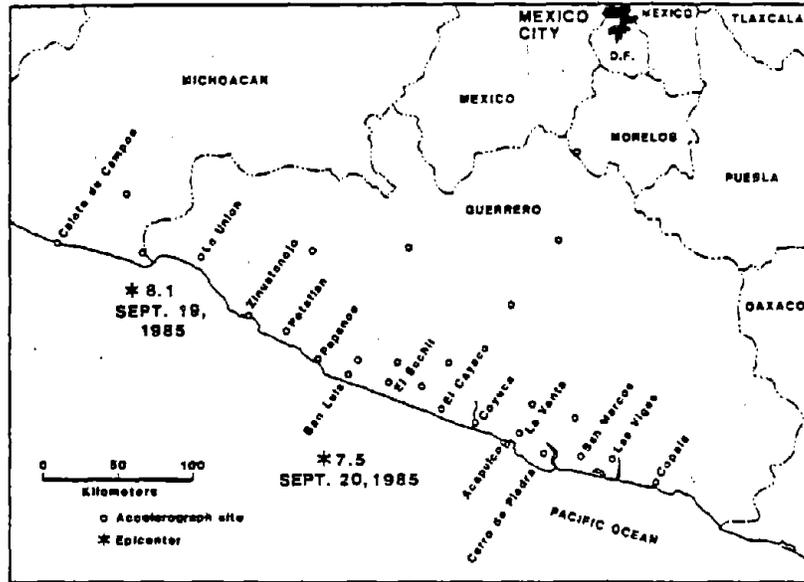 MEXICO
CITY
MEXICO
TLAXCALA
D.F.
MICHOACAN
MEXICO
MORELOS
PUEBLA
GUERRERO
OAXACO
Caleta de Campos
La Union
Zihuatanejo
Petatlan
Papanoa
San Luis
El Suchil
El Cayaco
Coyuca
La Venta
Acapulco
Cerro de Piedra
San Marcos
Las Vigas
Copala
* 8.1
SEPT. 19,
1985
* 7.5
SEPT. 20, 1985
0 50 100
Kilometers
o Accelerograph site
* Epicenter
PACIFIC OCEAN